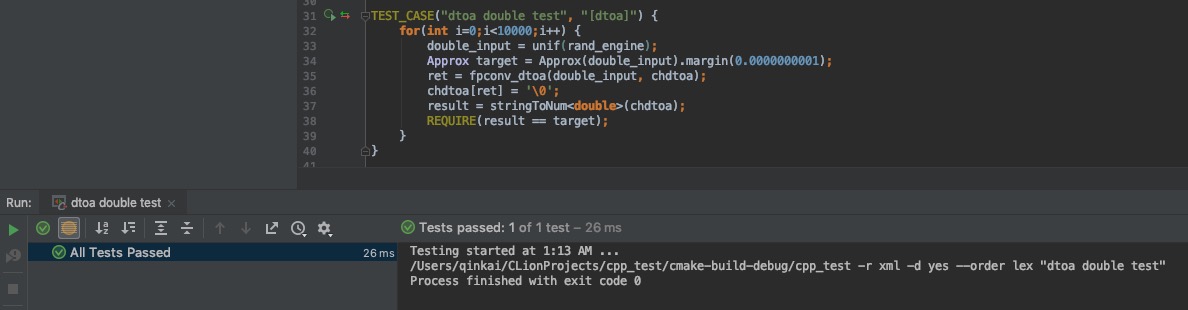 30
31 TEST_CASE("dtoa double test", "[dtoa]") {
32 for(int i=0;i<10000;i++) {
33 double_input = unif(rand_engine);
34 Approx target = Approx(double_input).margin(0.0000000001);
35 ret = fpconv_dtoa(double_input, chdtoa);
36 chdtoa[ret] = '\0';
37 result = stringToNum<double>(chdtoa);
38 REQUIRE(result == target);
39 }
40 }
41
Run: dtoa double test ×
Tests passed: 1 of 1 test – 26 ms
All Tests Passed 26 ms
Testing started at 1:13 AM ...
/Users/qinkai/CLionProjects/cpp_test/cmake-build-debug/cpp_test -r xml -d yes --order lex "dtoa double test"
Process finished with exit code 0